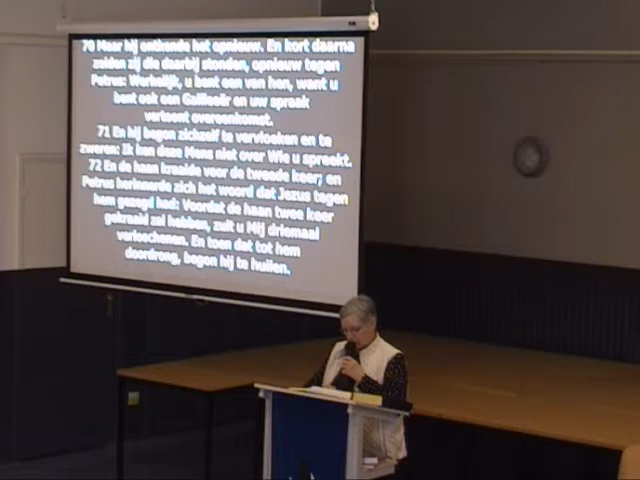 70 Maar hij ontkende het opnieuw. En kort daarna
zeiden zij die daarbij stonden, opnieuw tegen
Petrus: Werkelijk, u bent een van hen, want u
bent ook een Galileeër en uw spraak
vertoont overeenkomst.
71 En hij begon zichzelf te vervloeken en te
zweren: Ik ken deze Mens niet over Wie u spreekt.
72 En de haan kraaide voor de tweede keer; en
Petrus herinnerde zich het woord dat Jezus tegen
hem gezegd had: Voordat de haan twee keer
gekraaid zal hebben, zult u Mij driemaal
verloochenen. En toen dat tot hem
doordrong, begon hij te huilen.